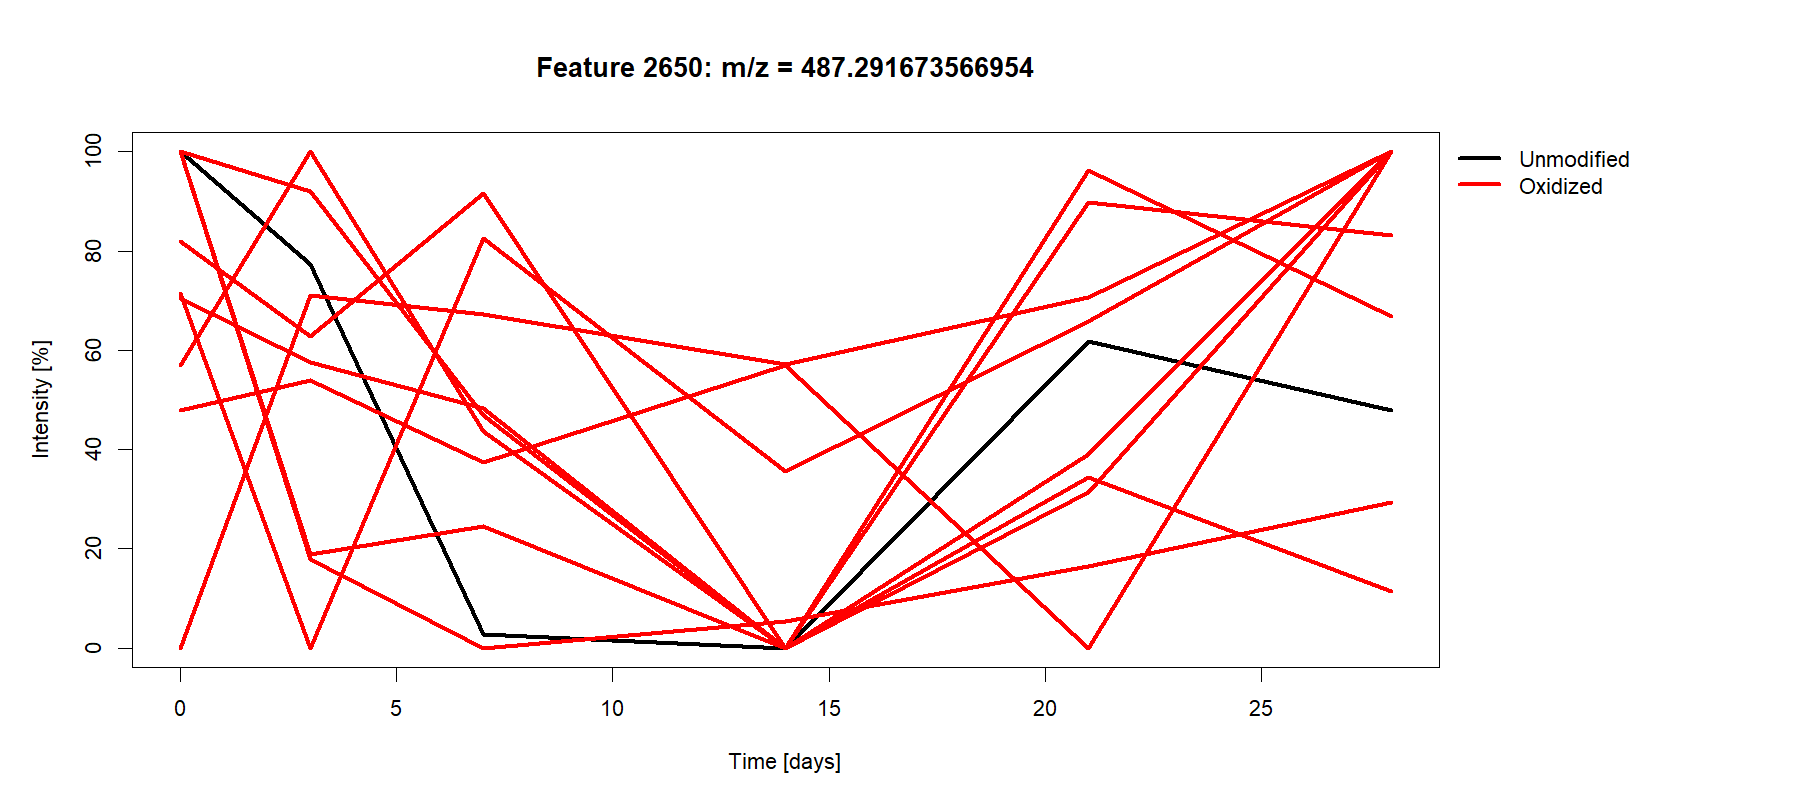 Feature 2650: m/z = 487.291673566954
Unmodified
Oxidized
Intensity [%]
100
80
60
40
20
0
0 5 10 15 20 25
Time [days]